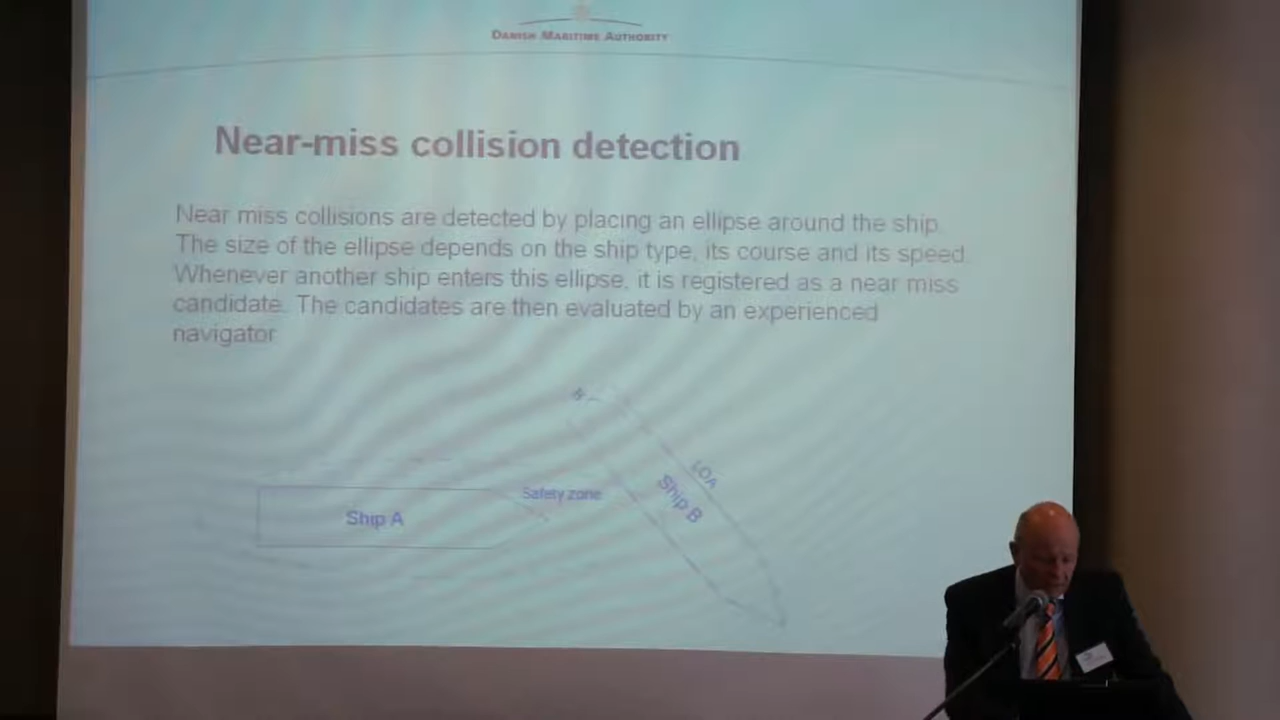 DANISH MARITIME AUTHORITY
Near-miss collision detection
Near miss collisions are detected by placing an ellipse around the ship.
The size of the ellipse depends on the ship type, its course and its speed.
Whenever another ship enters this ellipse, it is registered as a near miss
candidate. The candidates are then evaluated by an experienced
navigator
LOA
Safety zone
Ship B
Ship A